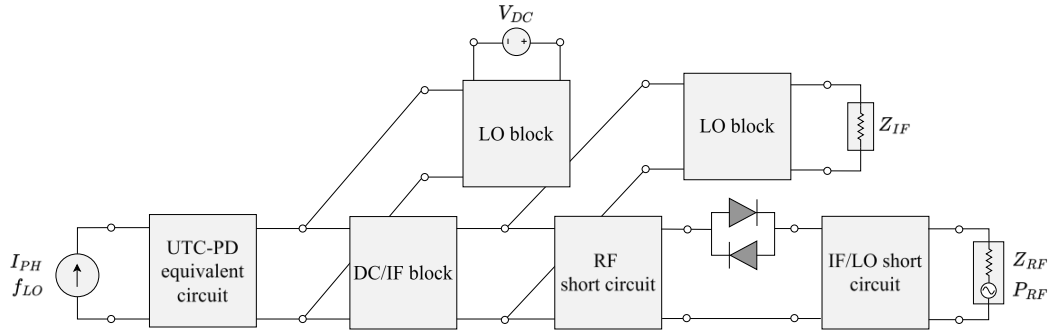 V_DC
LO block
LO block
Z_IF
I_PH
f_LO
UTC-PD
equivalent
circuit
DC/IF block
RF
short circuit
IF/LO short
circuit
Z_RF
P_RF